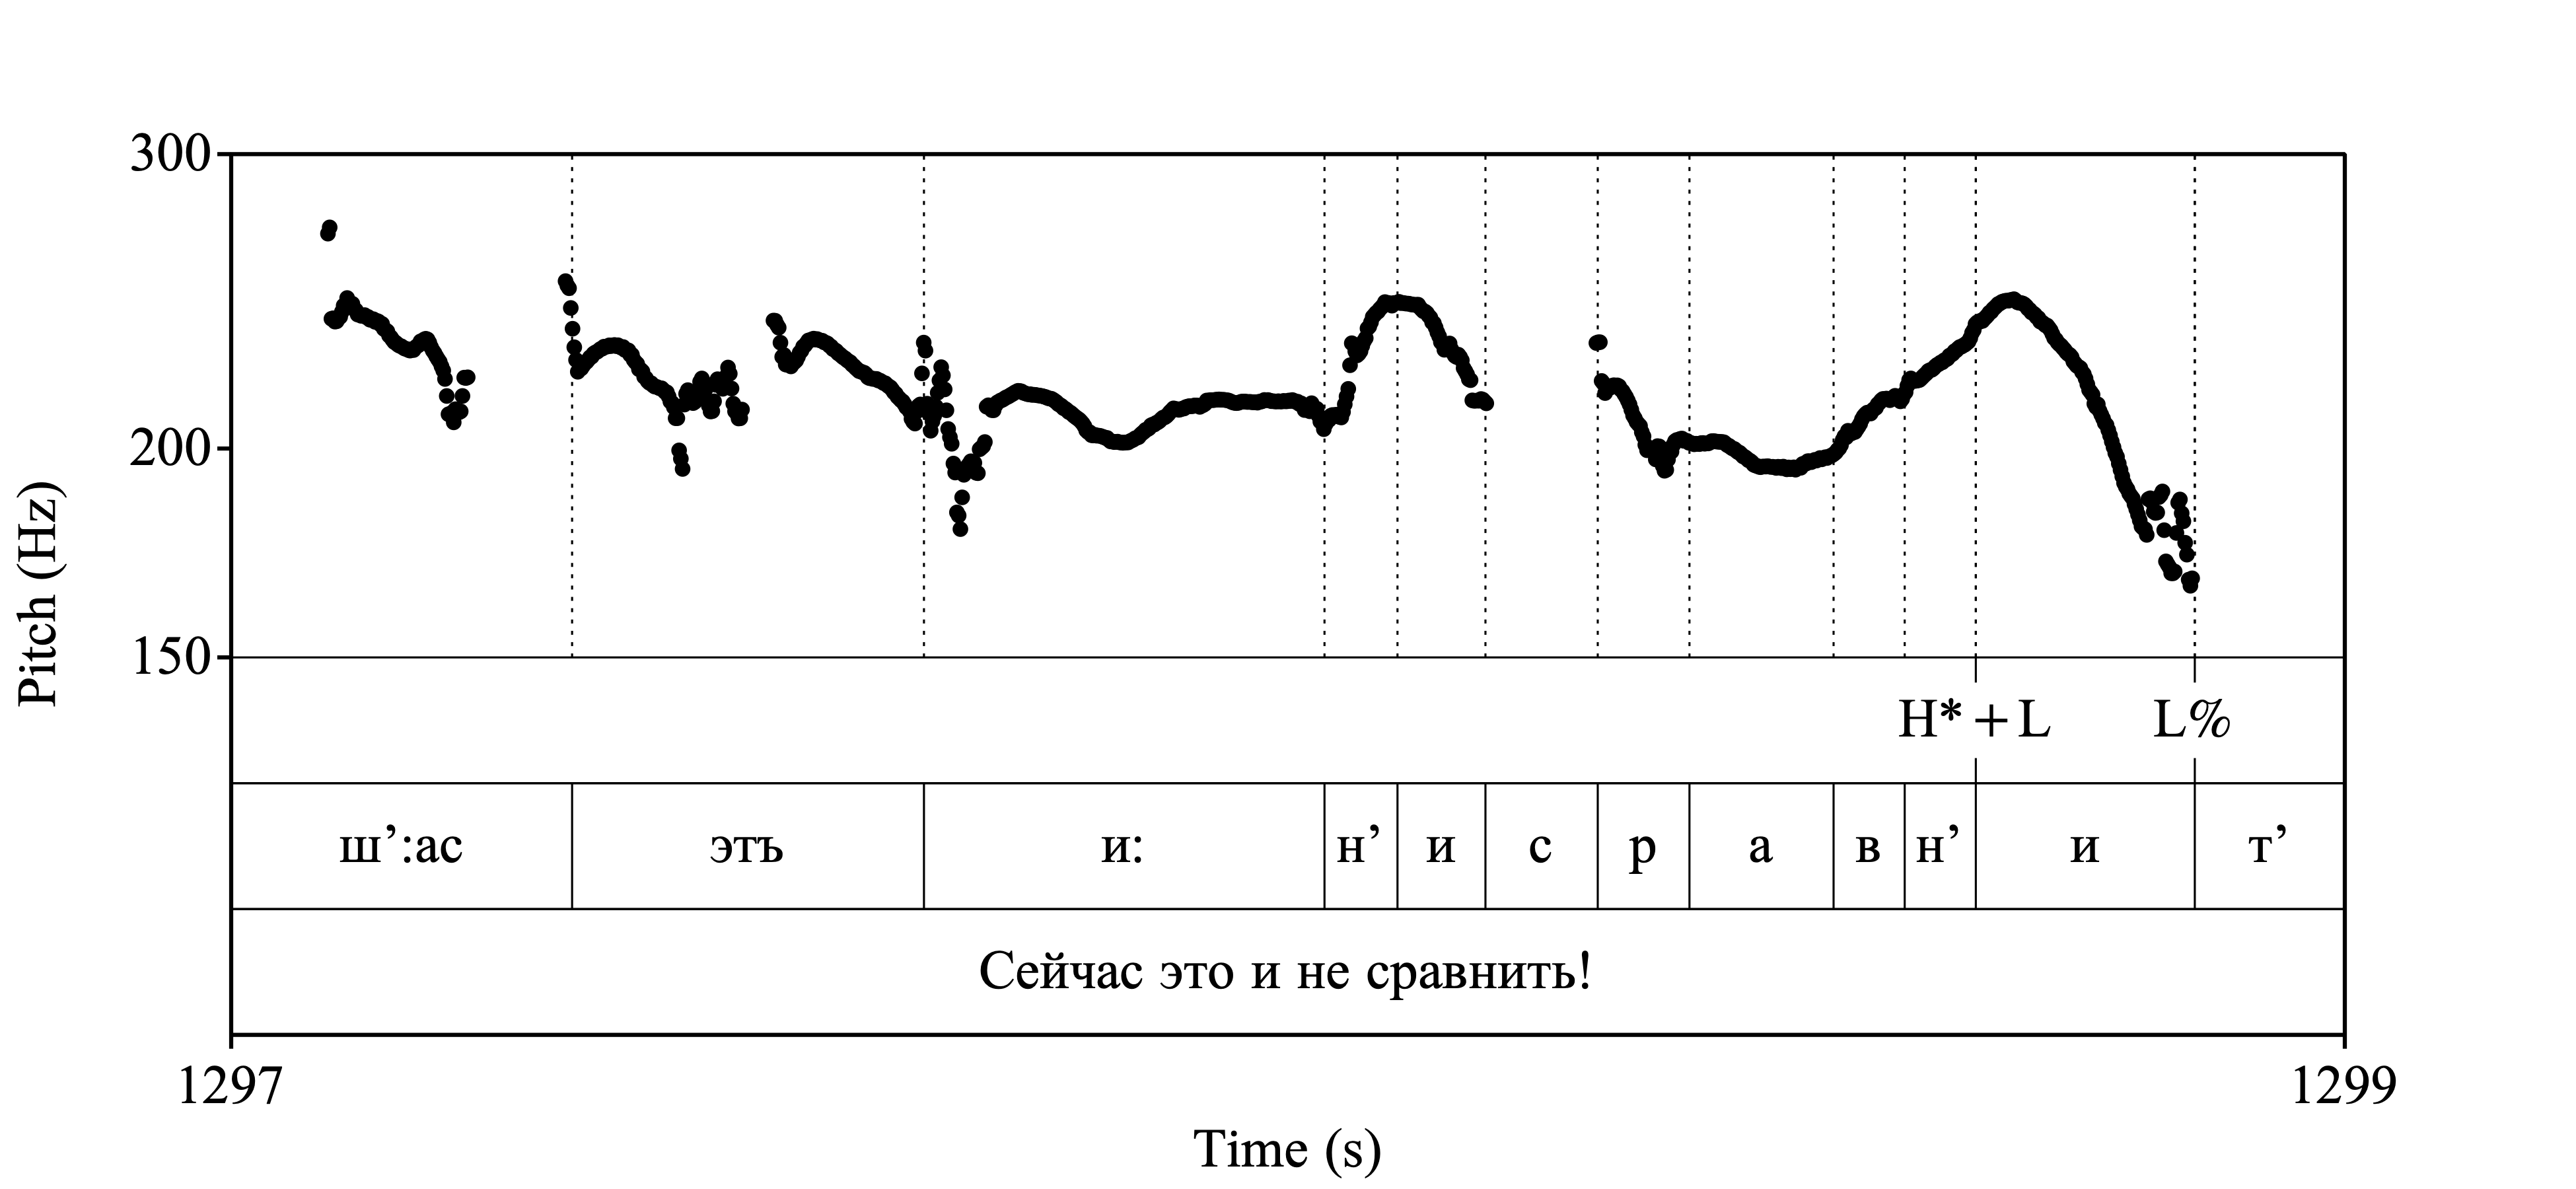 300
200
150
Pitch (Hz)
H*+L L%
ш’:ас этъ и: н’ и с р а в н’ и т’
Сейчас это и не сравнить!
1297 1299
Time (s)